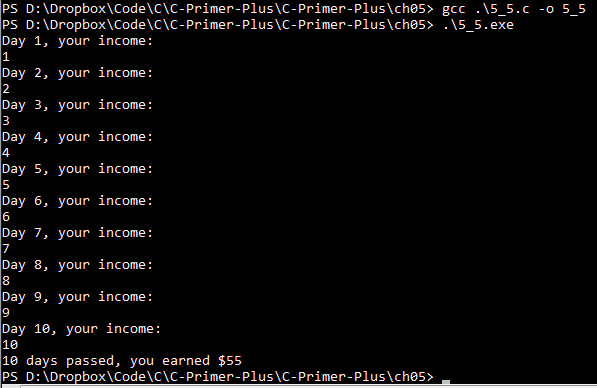 PS D:\Dropbox\Code\C\C-Primer-Plus\C-Primer-Plus\ch05> gcc .\5_5.c -o 5_5
PS D:\Dropbox\Code\C\C-Primer-Plus\C-Primer-Plus\ch05> .\5_5.exe
Day 1, your income:
1
Day 2, your income:
2
Day 3, your income:
3
Day 4, your income:
4
Day 5, your income:
5
Day 6, your income:
6
Day 7, your income:
7
Day 8, your income:
8
Day 9, your income:
9
Day 10, your income:
10
10 days passed, you earned $55
PS D:\Dropbox\Code\C\C-Primer-Plus\C-Primer-Plus\ch05>